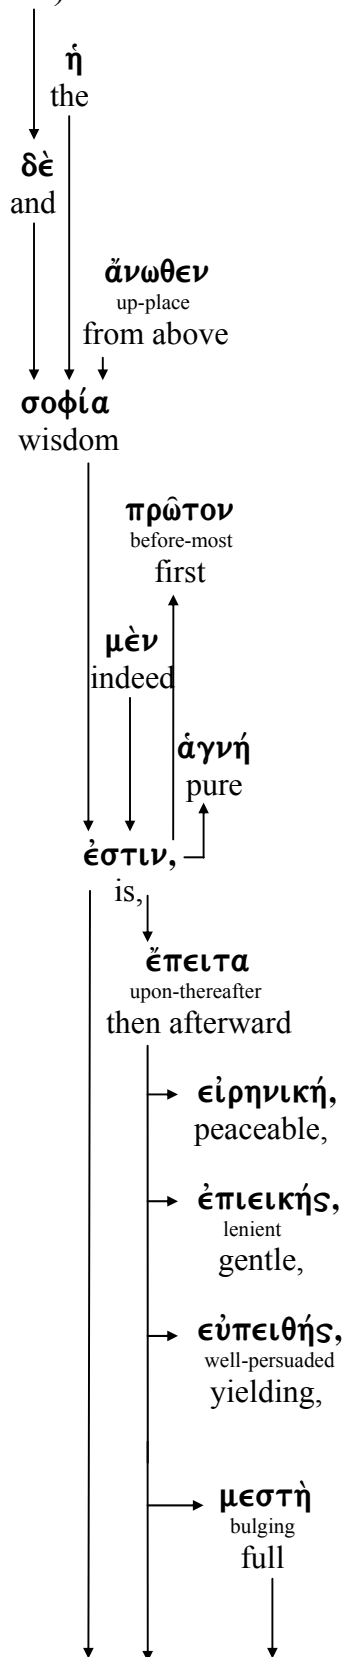 ἡ
the
δὲ
and
ἄνωθεν
up-place
from above
σοφία
wisdom
πρῶτον
before-most
first
μὲν
indeed
ἁγνή
pure
ἐστιν,
is,
ἔπειτα
upon-thereafter
then afterward
εἰρηνική,
peaceable,
ἐπιεικής,
lenient
gentle,
εὐπειθής,
well-persuaded
yielding,
μεστὴ
bulging
full